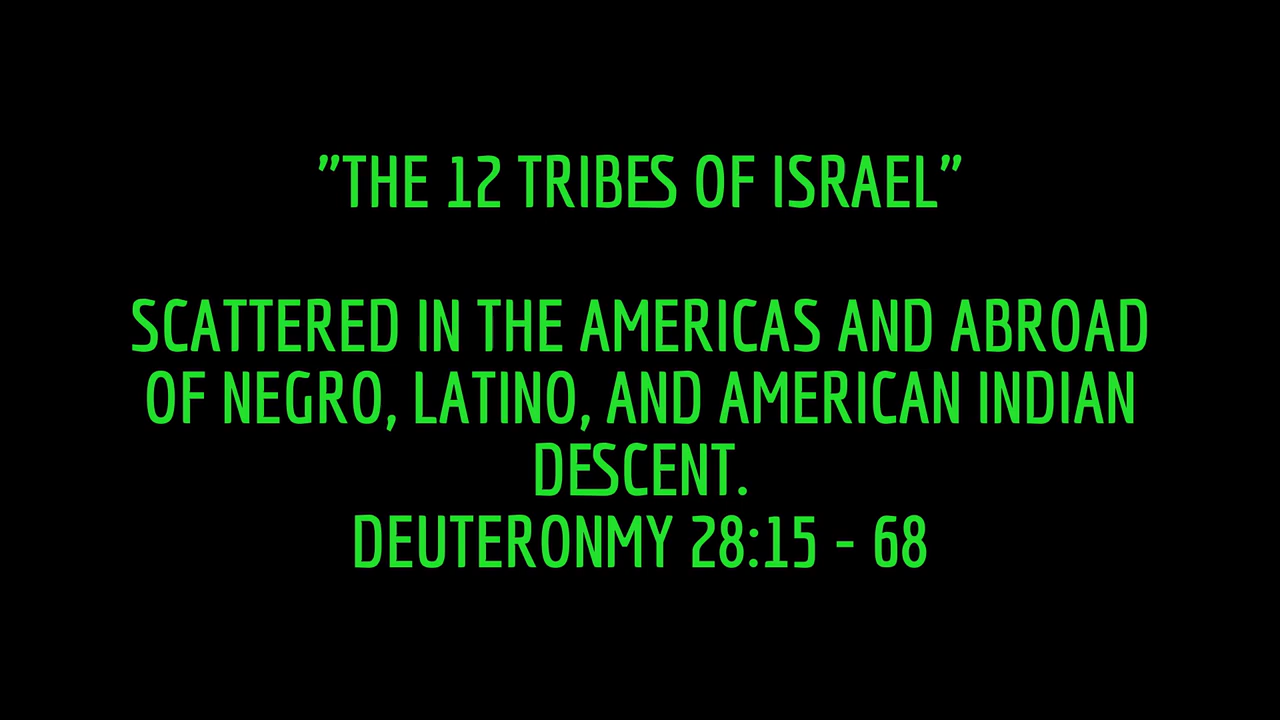 "THE 12 TRIBES OF ISRAEL"
SCATTERED IN THE AMERICAS AND ABROAD
OF NEGRO, LATINO, AND AMERICAN INDIAN
DESCENT.
DEUTERONMY 28:15 - 68